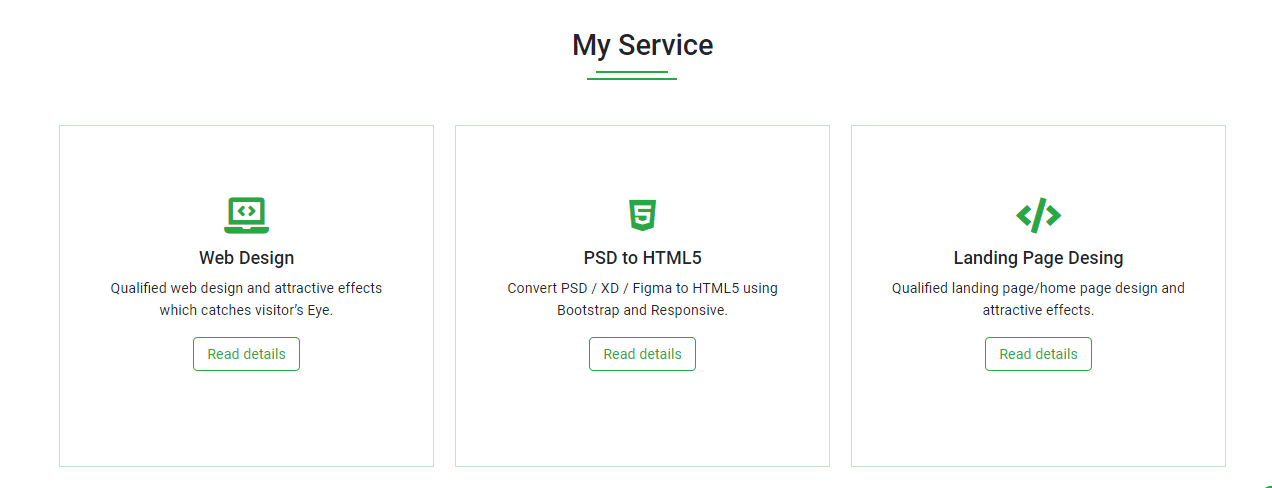 My Service
Web Design
Qualified web design and attractive effects
which catches visitor's Eye.
Read details
PSD to HTML5
Convert PSD / XD / Figma to HTML5 using
Bootstrap and Responsive.
Read details
Landing Page Desing
Qualified landing page/home page design and
attractive effects.
Read details